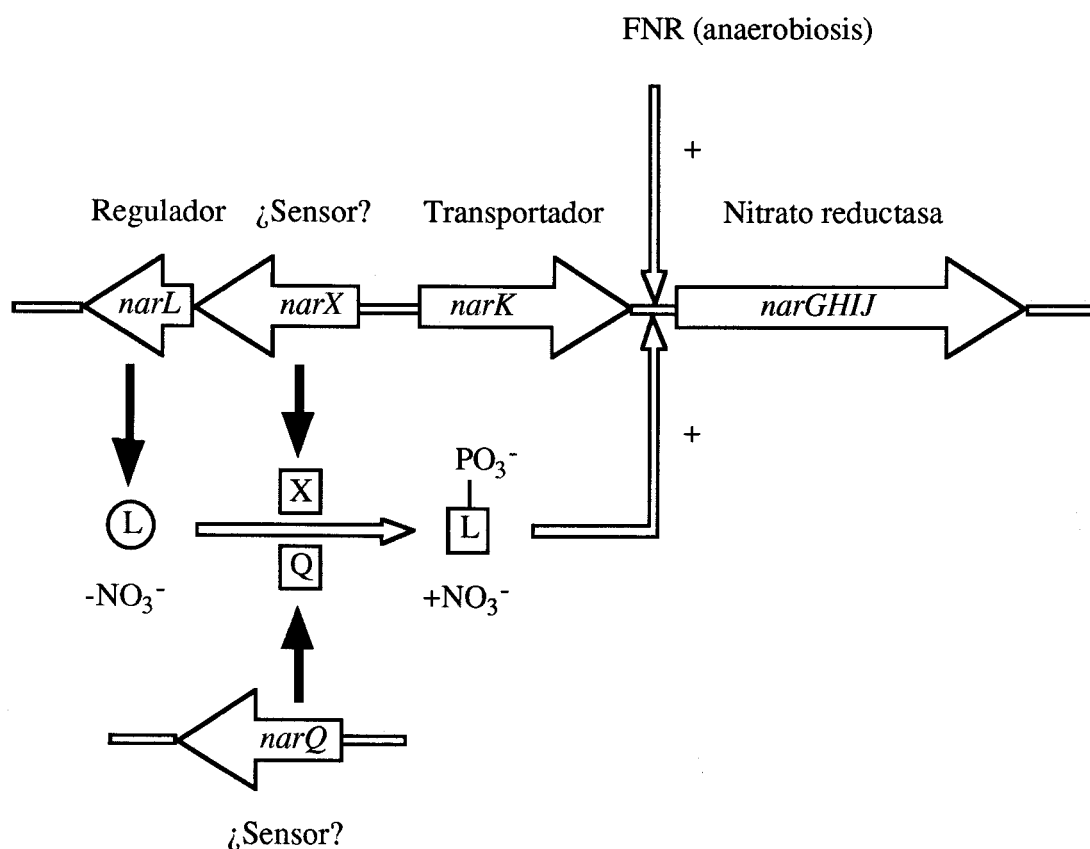 FNR (anaerobiosis)
+
Regulador ¿Sensor? Transportador Nitrato reductasa
narL narX narK narGHIJ
+
PO₃⁻
X
L L
Q
-NO₃⁻ +NO₃⁻
narQ
¿Sensor?